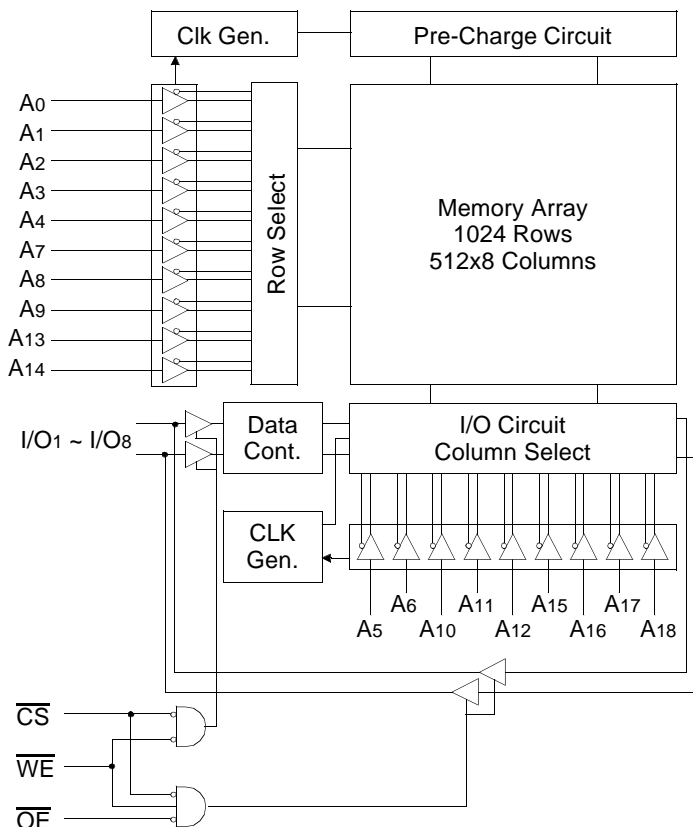 Clk Gen.
Pre-Charge Circuit
A0
A1
A2
A3
A4
A7
A8
A9
A13
A14
Row Select
Memory Array
1024 Rows
512x8 Columns
I/O1 ~ I/O8
Data
Cont.
I/O Circuit
Column Select
CLK
Gen.
A5
A6
A10
A11
A12
A15
A16
A17
A18
CS
WE
OE